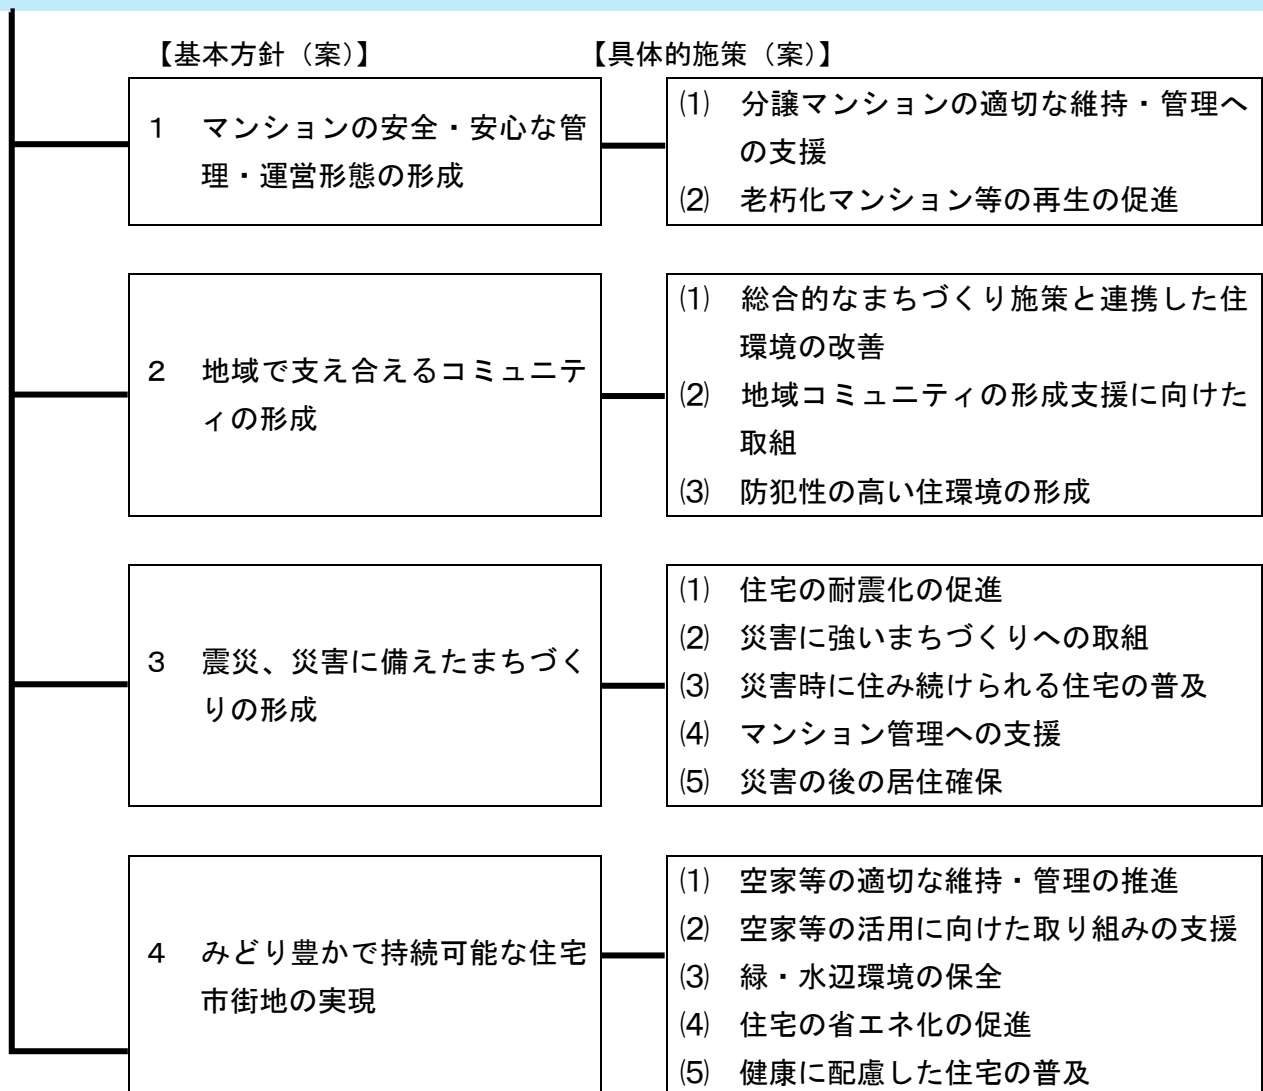 【基本方針（案）】 【具体的施策（案）】
1 マンションの安全・安心な管
理・運営形態の形成
⑴ 分譲マンションの適切な維持・管理へ
の支援
⑵ 老朽化マンション等の再生の促進
2 地域で支え合えるコミュニテ
ィの形成
⑴ 総合的なまちづくり施策と連携した住
環境の改善
⑵ 地域コミュニティの形成支援に向けた
取組
⑶ 防犯性の高い住環境の形成
3 震災、災害に備えたまちづく
りの形成
⑴ 住宅の耐震化の促進
⑵ 災害に強いまちづくりへの取組
⑶ 災害時に住み続けられる住宅の普及
⑷ マンション管理への支援
⑸ 災害の後の居住確保
4 みどり豊かで持続可能な住宅
市街地の実現
⑴ 空家等の適切な維持・管理の推進
⑵ 空家等の活用に向けた取り組みの支援
⑶ 緑・水辺環境の保全
⑷ 住宅の省エネ化の促進
⑸ 健康に配慮した住宅の普及